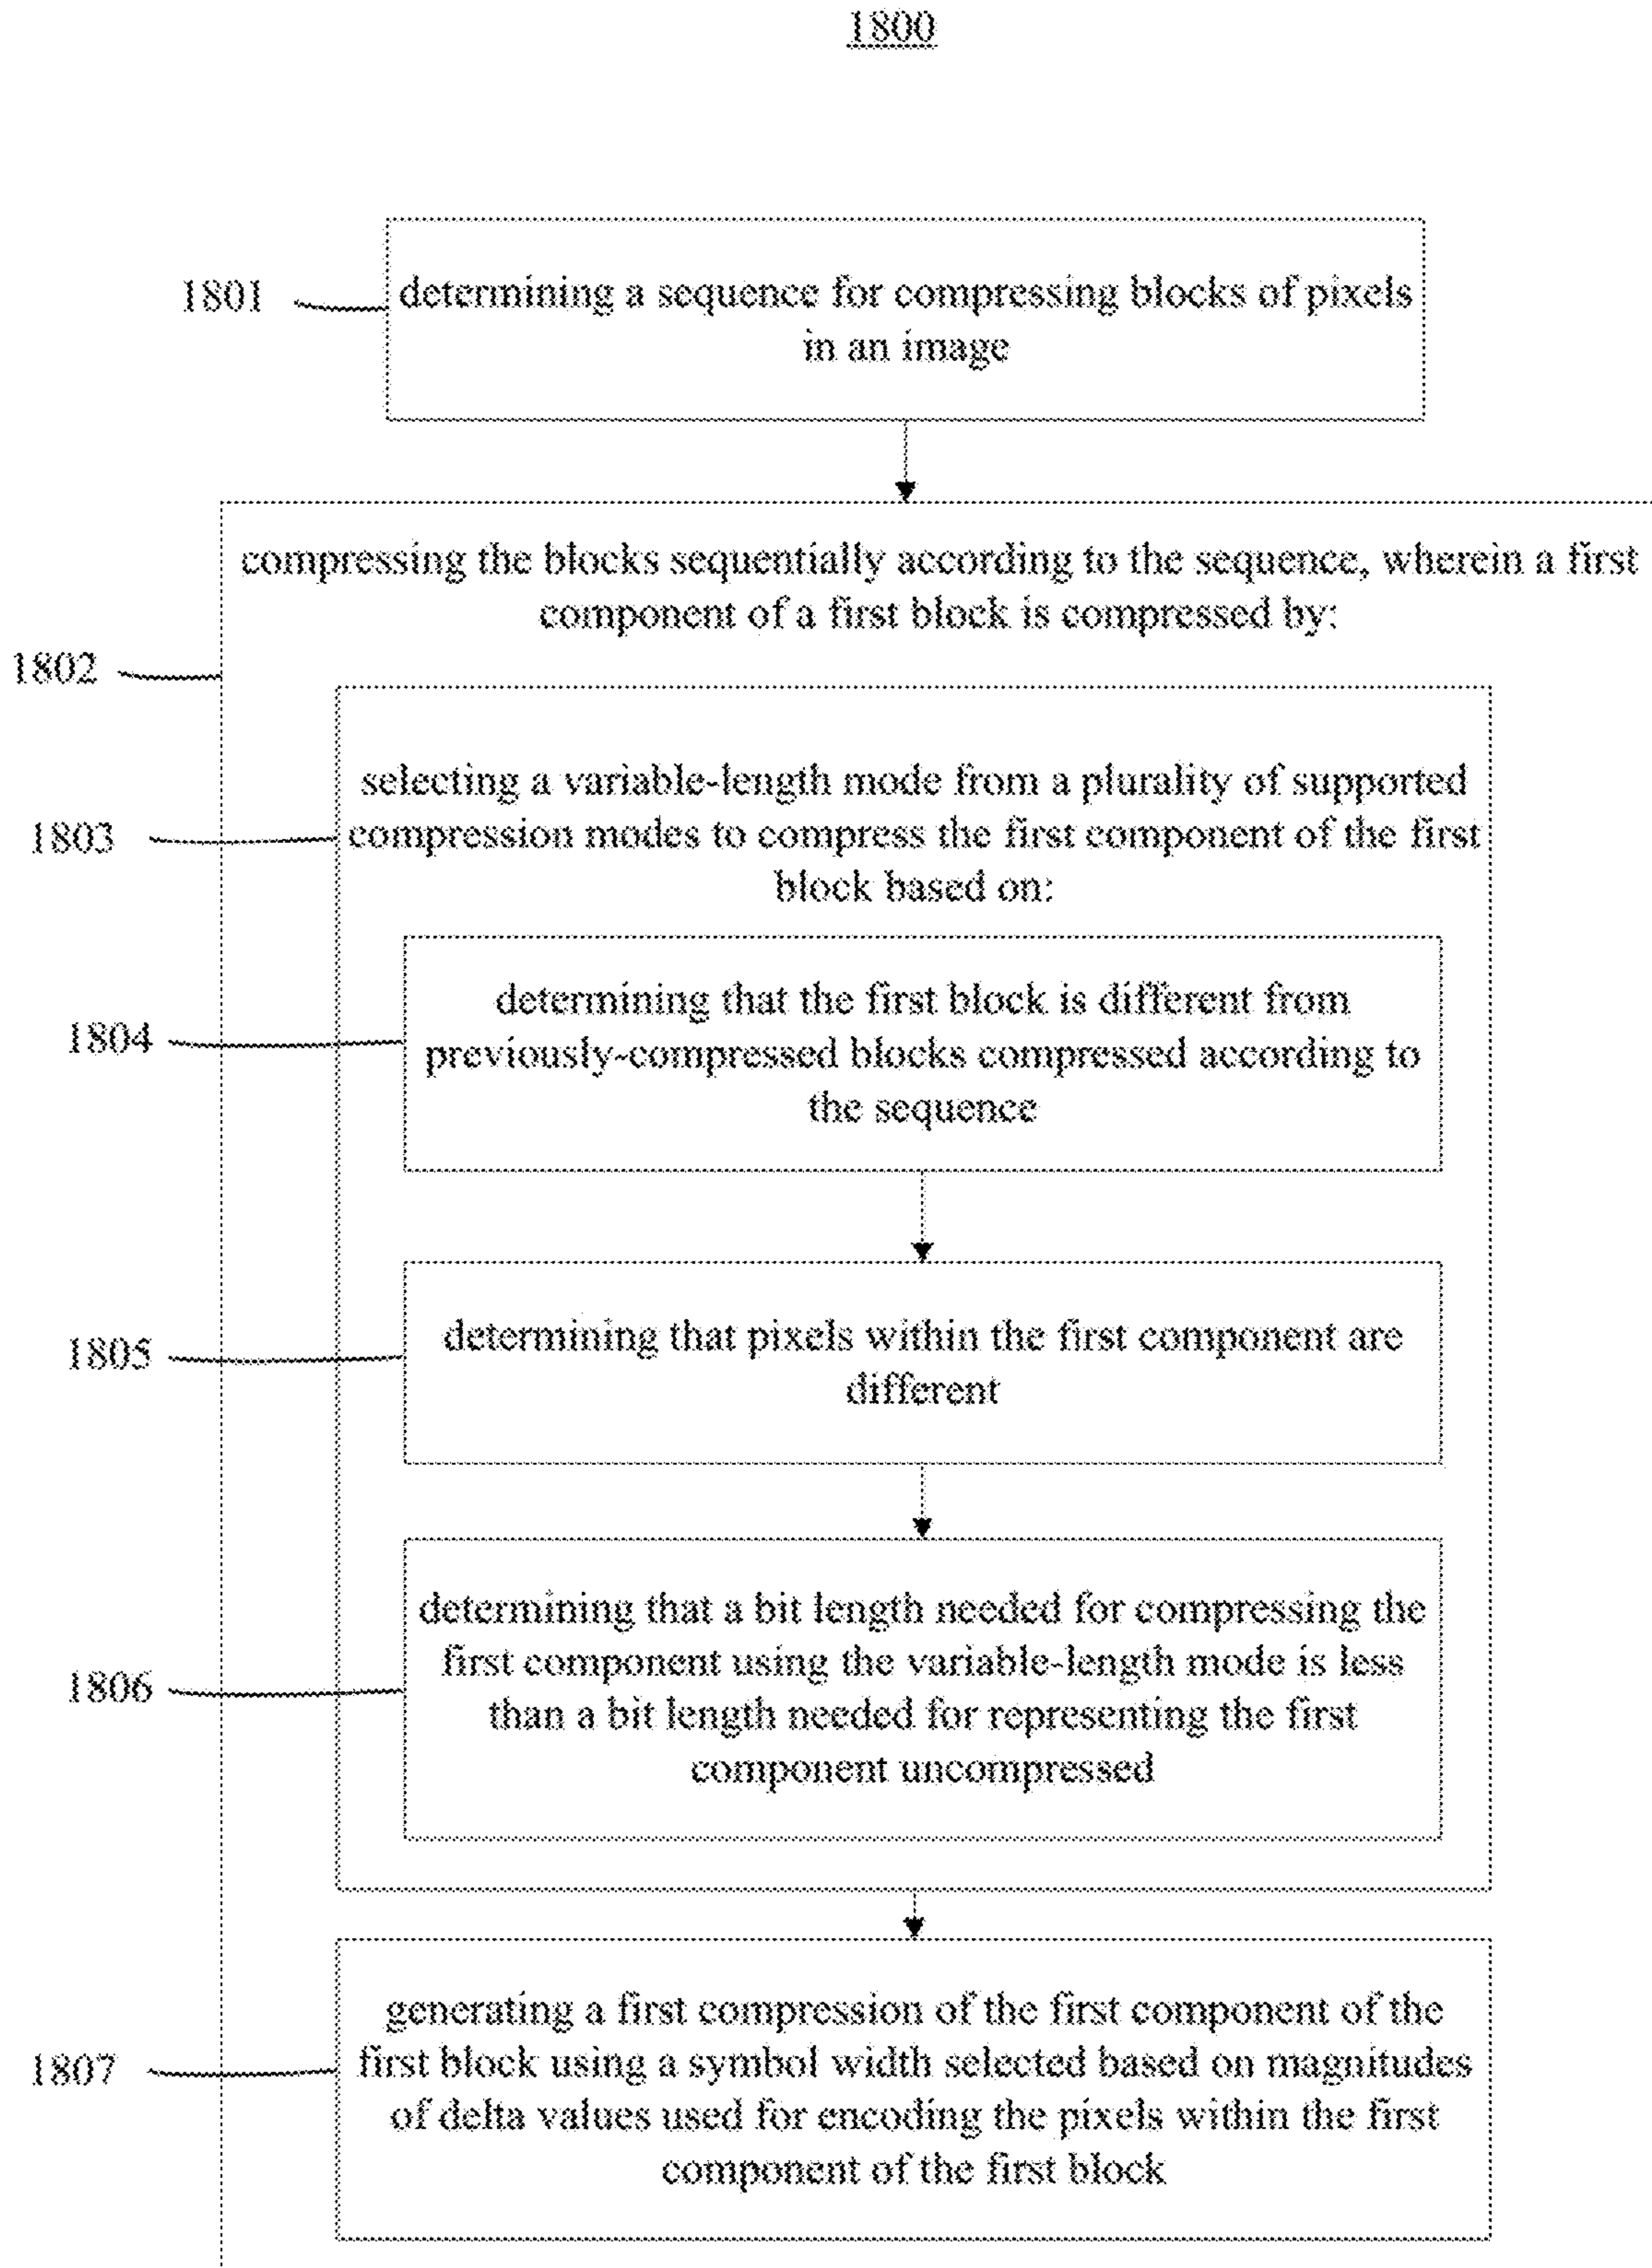 1800
1801
determining a sequence for compressing blocks of pixels
in an image
compressing the blocks sequentially according to the sequence, wherein a first
component of a first block is compressed by:
1802
selecting a variable-length mode from a plurality of supported
1803
compression modes to compress the first component of the first
block based on:
determining that the first block is different from
1804
previously-compressed blocks compressed according to
the sequence
1805
determining that pixels within the first component are
different
determining that a bit length needed for compressing the
first component using the variable-length mode is less
1806
than a bit length needed for representing the first
component uncompressed
generating a first compression of the first component of the
1807
first block using a symbol width selected based on magnitudes
of delta values used for encoding the pixels within the first
component of the first block